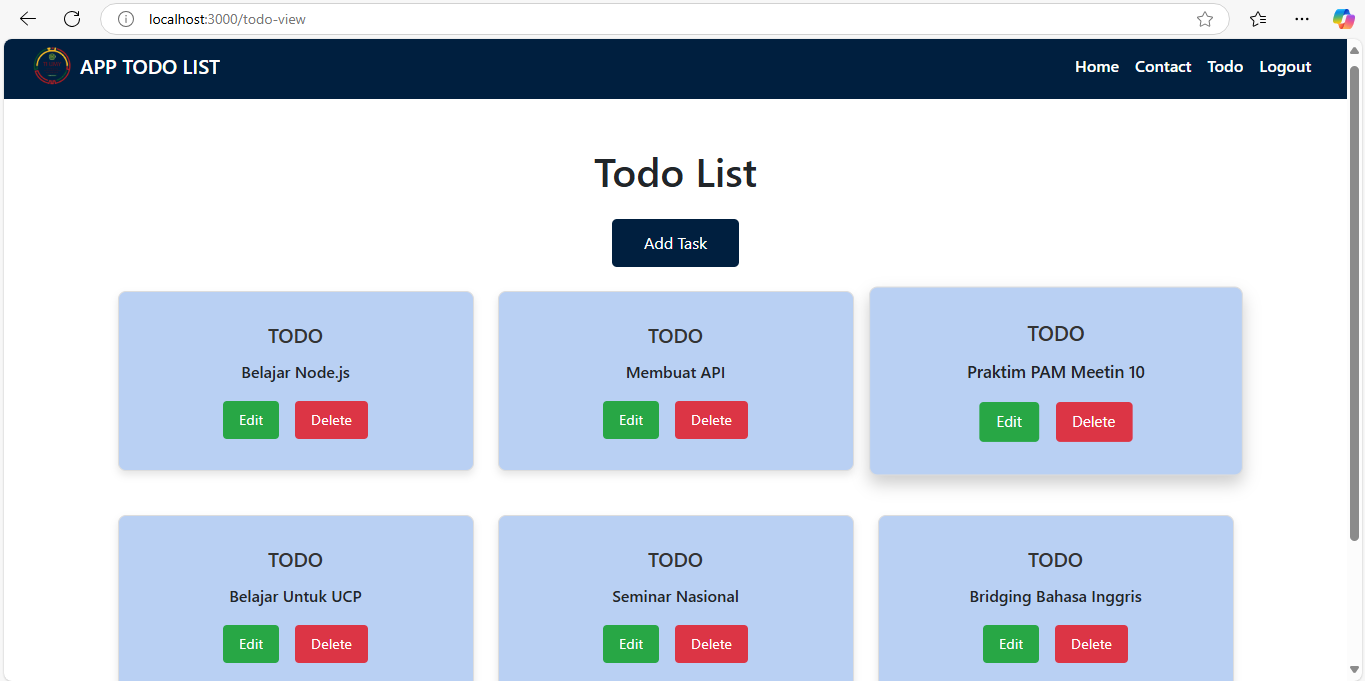 localhost:3000/todo-view
APP TODO LIST
Home Contact Todo Logout
Todo List
Add Task
TODO
Belajar Node.js
Edit Delete
TODO
Membuat API
Edit Delete
TODO
Praktim PAM Meetin 10
Edit Delete
TODO
Belajar Untuk UCP
Edit Delete
TODO
Seminar Nasional
Edit Delete
TODO
Bridging Bahasa Inggris
Edit Delete